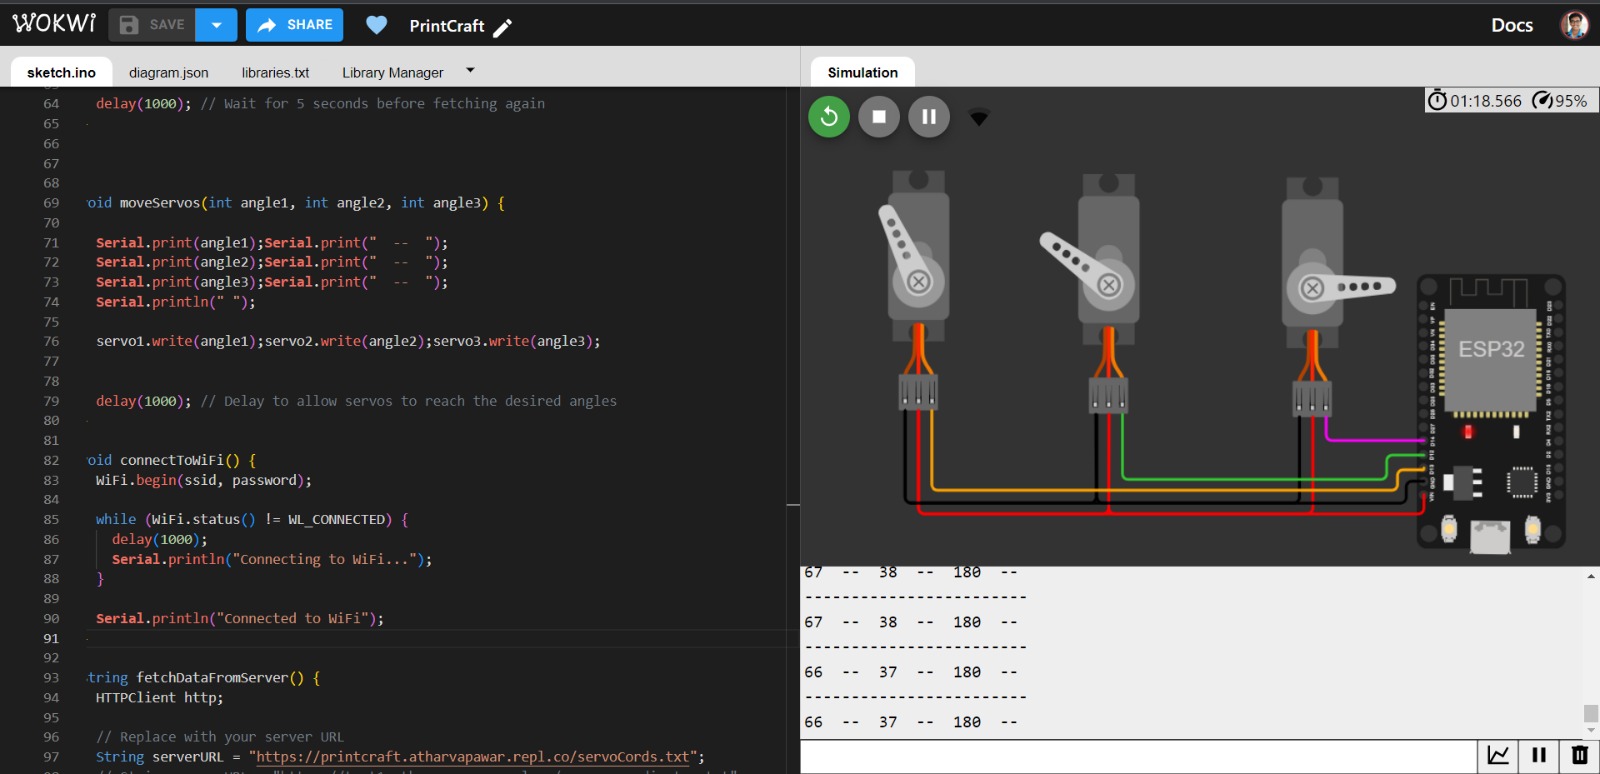 WOKWI SAVE SHARE PrintCraft Docs
sketch.ino diagram.json libraries.txt Library Manager
Simulation
01:18.566 95%
64 delay(1000); // Wait for 5 seconds before fetching again
65
66
67
68
69 oid moveServos(int angle1, int angle2, int angle3) {
70
71 Serial.print(angle1);Serial.print("  --  ");
72 Serial.print(angle2);Serial.print("  --  ");
73 Serial.print(angle3);Serial.print("  --  ");
74 Serial.println(" ");
75
76 servo1.write(angle1);servo2.write(angle2);servo3.write(angle3);
77
78
79 delay(1000); // Delay to allow servos to reach the desired angles
80
81
82 oid connectToWiFi() {
83 WiFi.begin(ssid, password);
84
85 while (WiFi.status() != WL_CONNECTED) {
86 delay(1000);
87 Serial.println("Connecting to WiFi...");
88 }
89
90 Serial.println("Connected to WiFi");
91
92
93 tring fetchDataFromServer() {
94 HTTPClient http;
95
96 // Replace with your server URL
97 String serverURL = "https://printcraft.atharvapawar.repl.co/servoCords.txt";
ESP32
67 -- 38 -- 180 --
------------------------
67 -- 38 -- 180 --
------------------------
66 -- 37 -- 180 --
------------------------
66 -- 37 -- 180 --